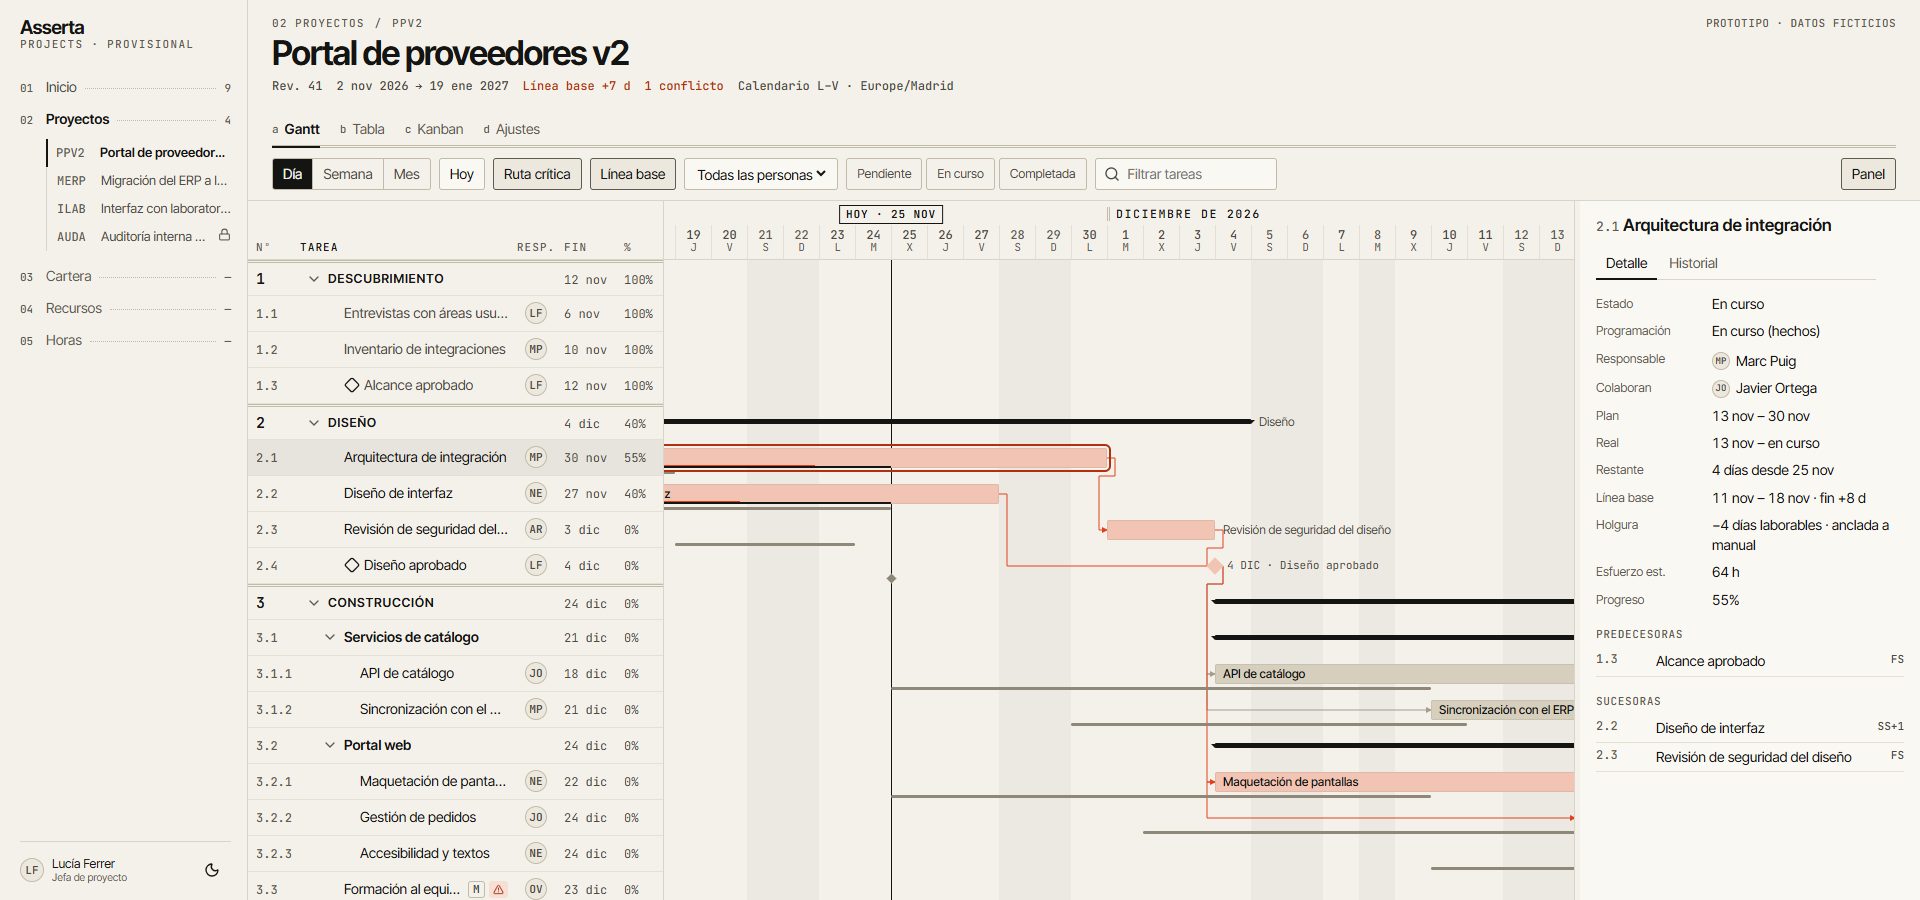 Asserta
PROJECTS · PROVISIONAL
01 Inicio 9
02 Proyectos 4
PPV2 Portal de proveedor...
MERP Migración del ERP a l...
ILAB Interfaz con laborator...
AUDA Auditoría interna ...
03 Cartera –
04 Recursos –
05 Horas –
LF Lucía Ferrer
Jefa de proyecto
02 PROYECTOS / PPV2
PROTOTIPO · DATOS FICTICIOS
Portal de proveedores v2
Rev. 41 2 nov 2026 → 19 ene 2027 Línea base +7 d 1 conflicto Calendario L–V · Europe/Madrid
a Gantt b Tabla c Kanban d Ajustes
Día Semana Mes Hoy Ruta crítica Línea base Todas las personas Pendiente En curso Completada Filtrar tareas Panel
N° TAREA RESP. FIN %
1 DESCUBRIMIENTO 12 nov 100%
1.1 Entrevistas con áreas usu... LF 6 nov 100%
1.2 Inventario de integraciones MP 10 nov 100%
1.3 Alcance aprobado LF 12 nov 100%
2 DISEÑO 4 dic 40%
2.1 Arquitectura de integración MP 30 nov 55%
2.2 Diseño de interfaz NE 27 nov 40%
2.3 Revisión de seguridad del... AR 3 dic 0%
2.4 Diseño aprobado LF 4 dic 0%
3 CONSTRUCCIÓN 24 dic 0%
3.1 Servicios de catálogo 21 dic 0%
3.1.1 API de catálogo JO 18 dic 0%
3.1.2 Sincronización con el ... MP 21 dic 0%
3.2 Portal web 24 dic 0%
3.2.1 Maquetación de panta... NE 22 dic 0%
3.2.2 Gestión de pedidos JO 24 dic 0%
3.2.3 Accesibilidad y textos NE 24 dic 0%
3.3 Formación al equi... M OV 23 dic 0%
HOY · 25 NOV DICIEMBRE DE 2026
19 20 21 22 23 24 25 26 27 28 29 30 1 2 3 4 5 6 7 8 9 10 11 12 13
J V S D L M X J V S D L M X J V S D L M X J V S D
Diseño
z
Revisión de seguridad del diseño
4 DIC · Diseño aprobado
API de catálogo
Sincronización con el ERP
Maquetación de pantallas
2.1 Arquitectura de integración
Detalle Historial
Estado En curso
Programación En curso (hechos)
Responsable MP Marc Puig
Colaboran JO Javier Ortega
Plan 13 nov – 30 nov
Real 13 nov – en curso
Restante 4 días desde 25 nov
Línea base 11 nov – 18 nov · fin +8 d
Holgura −4 días laborables · anclada a
manual
Esfuerzo est. 64 h
Progreso 55%
PREDECESORAS
1.3 Alcance aprobado FS
SUCESORAS
2.2 Diseño de interfaz SS+1
2.3 Revisión de seguridad del diseño FS